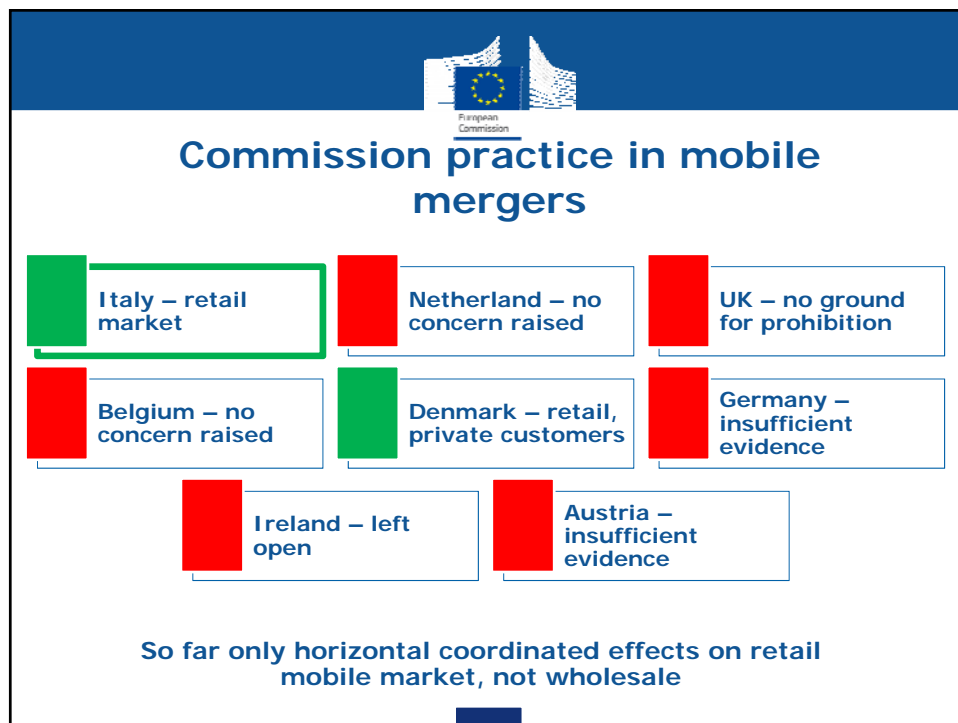 European
Commission
Commission practice in mobile
mergers
Italy – retail
market
Netherland – no
concern raised
UK – no ground
for prohibition
Belgium – no
concern raised
Denmark – retail,
private customers
Germany –
insufficient
evidence
Ireland – left
open
Austria –
insufficient
evidence
So far only horizontal coordinated effects on retail
mobile market, not wholesale